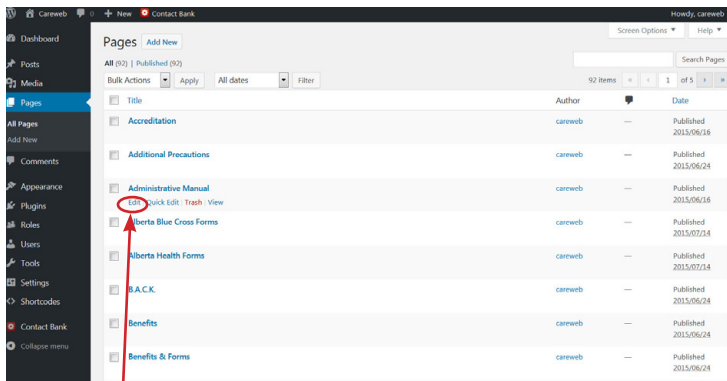 Careweb 0 + New Contact Bank Howdy, careweb
Screen Options ▼ Help ▼
Dashboard
Posts
Media
Pages
All Pages
Add New
Comments
Appearance
Plugins
Roles
Users
Tools
Settings
Shortcodes
Contact Bank
Collapse menu
Pages Add New
All (92) | Published (92)
Search Pages
Bulk Actions Apply All dates Filter 92 items « ‹ 1 of 5 › »
Title Author Date
Accreditation careweb — Published
2015/06/16
Additional Precautions careweb — Published
2015/06/24
Administrative Manual careweb — Published
Edit | Quick Edit | Trash | View 2015/06/16
Alberta Blue Cross Forms careweb — Published
2015/07/14
Alberta Health Forms careweb — Published
2015/07/14
B.A.C.K. careweb — Published
2015/06/24
Benefits careweb — Published
2015/06/24
Benefits & Forms careweb — Published
2015/06/24